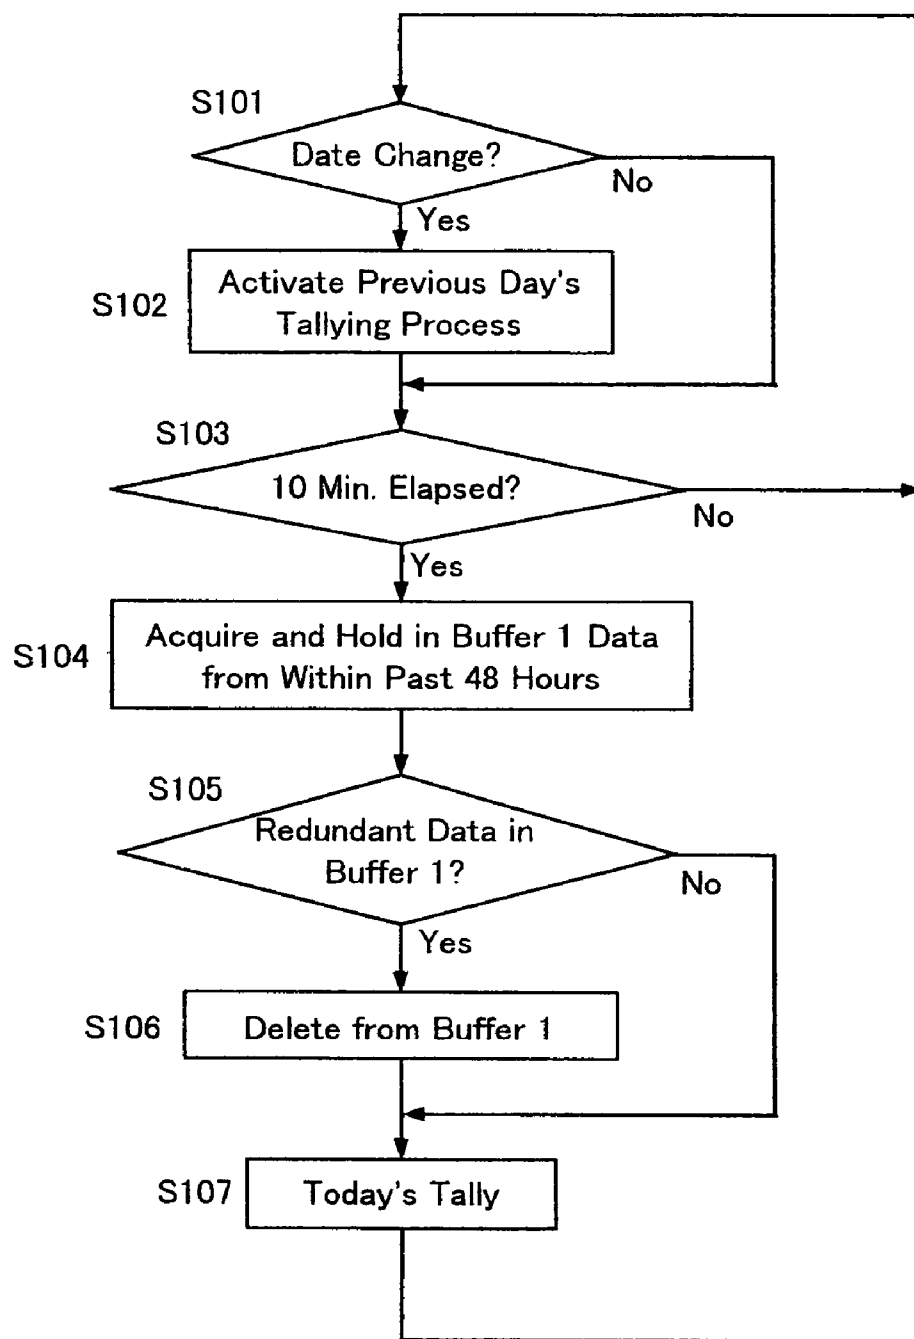 S101
Date Change?
No
Yes
S102
Activate Previous Day's
Tallying Process
S103
10 Min. Elapsed?
No
Yes
S104
Acquire and Hold in Buffer 1 Data
from Within Past 48 Hours
S105
Redundant Data in
Buffer 1?
No
Yes
S106
Delete from Buffer 1
S107
Today's Tally